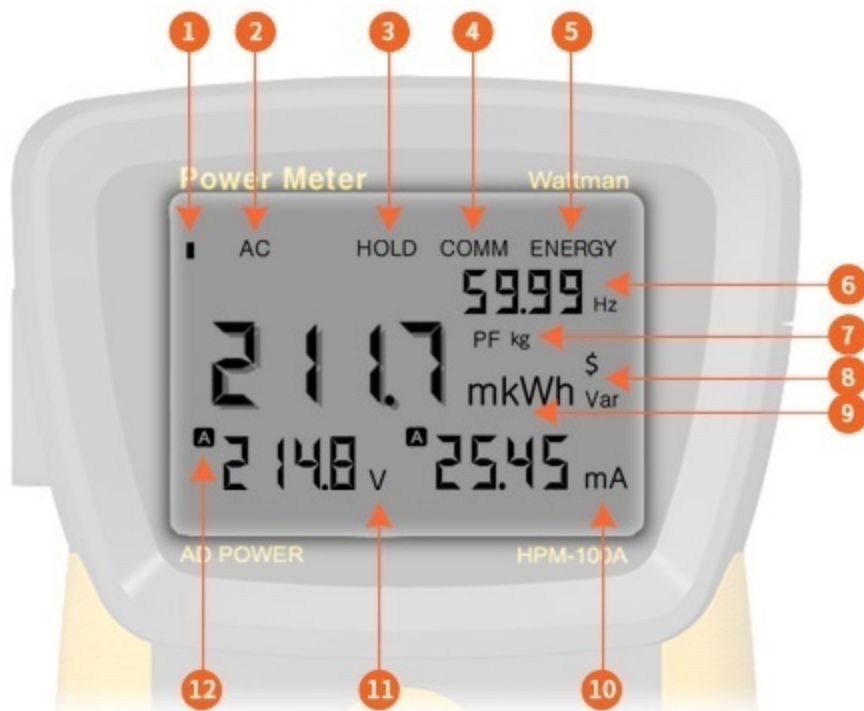 1 2 3 4 5
Power Meter Wattman
AC HOLD COMM ENERGY
59.99 Hz 6
PF kg 7
211.7 mkWh $ 8
Var 9
A 214.8 V A 25.45 mA
AD POWER HPM-100A
12 11 10